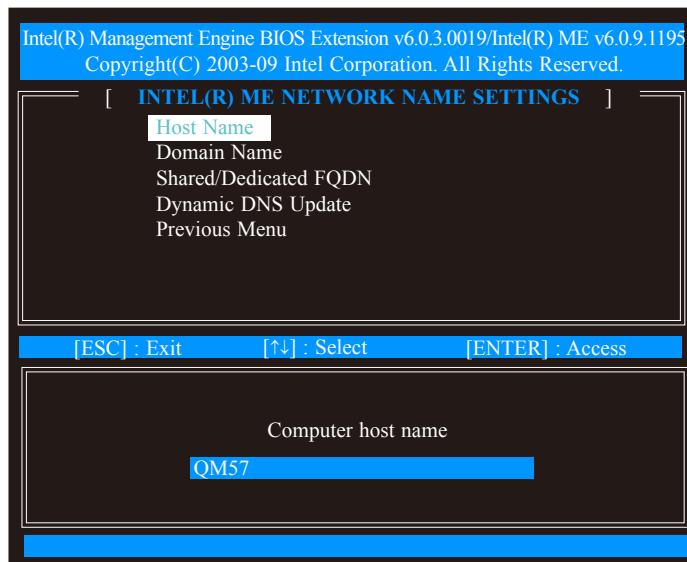 Intel(R) Management Engine BIOS Extension v6.0.3.0019/Intel(R) ME v6.0.9.1195
Copyright(C) 2003-09 Intel Corporation. All Rights Reserved.
[ INTEL(R) ME NETWORK NAME SETTINGS ]
Host Name
Domain Name
Shared/Dedicated FQDN
Dynamic DNS Update
Previous Menu
[ESC] : Exit [↑↓] : Select [ENTER] : Access
Computer host name
QM57